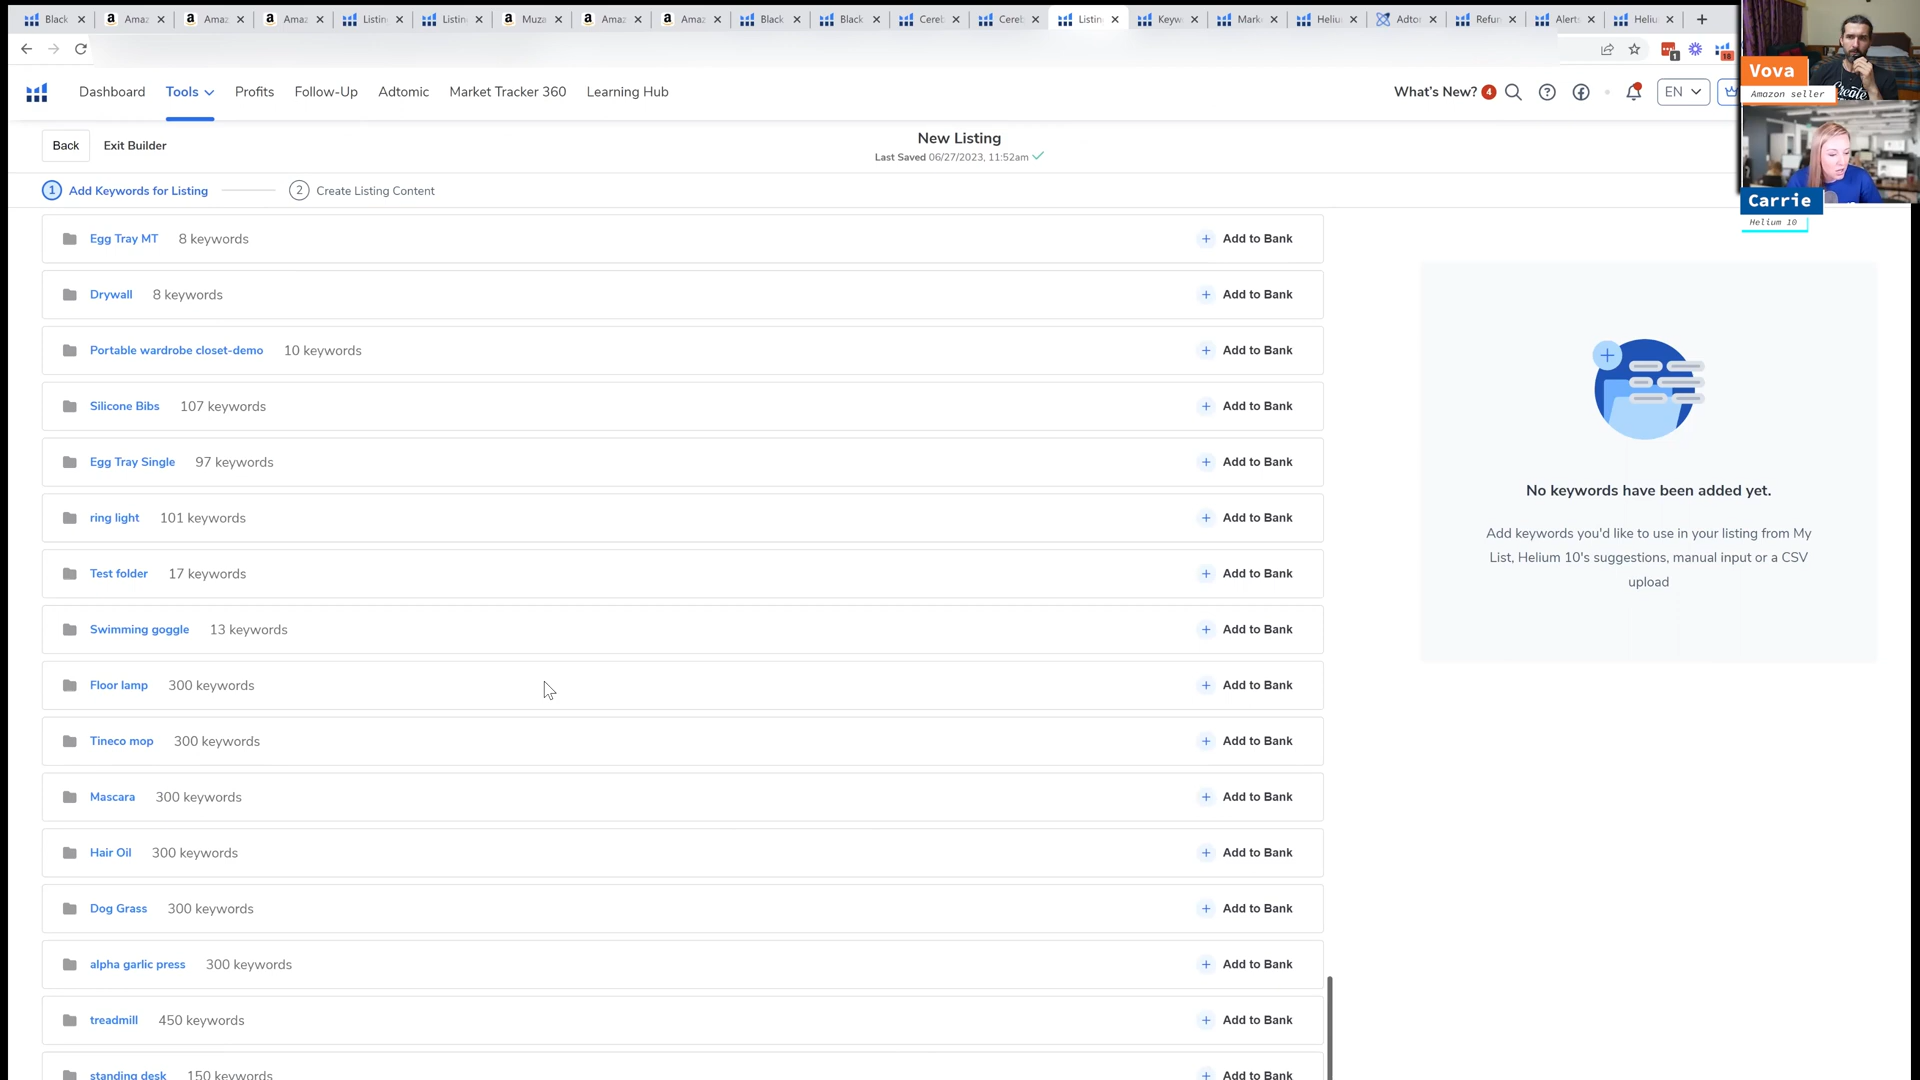 Black
Amaz
Amaz
Amaz
Listin
Listin
Muza
Amaz
Amaz
Black
Black
Cereb
Cereb
Listin
Keyw
Marke
Heliu
Adto
Refun
Alerts
Heliu
Dashboard
Tools
Profits
Follow-Up
Adtomic
Market Tracker 360
Learning Hub
What's New? 4
EN
1
18
Vova
Amazon seller
Create
Carrie
Helium 10
Back
Exit Builder
New Listing
Last Saved 06/27/2023, 11:52am
1 Add Keywords for Listing
2 Create Listing Content
Egg Tray MT 8 keywords + Add to Bank
Drywall 8 keywords + Add to Bank
Portable wardrobe closet-demo 10 keywords + Add to Bank
Silicone Bibs 107 keywords + Add to Bank
Egg Tray Single 97 keywords + Add to Bank
ring light 101 keywords + Add to Bank
Test folder 17 keywords + Add to Bank
Swimming goggle 13 keywords + Add to Bank
Floor lamp 300 keywords + Add to Bank
Tineco mop 300 keywords + Add to Bank
Mascara 300 keywords + Add to Bank
Hair Oil 300 keywords + Add to Bank
Dog Grass 300 keywords + Add to Bank
alpha garlic press 300 keywords + Add to Bank
treadmill 450 keywords + Add to Bank
standing desk 150 keywords + Add to Bank
No keywords have been added yet.
Add keywords you'd like to use in your listing from My
List, Helium 10's suggestions, manual input or a CSV
upload